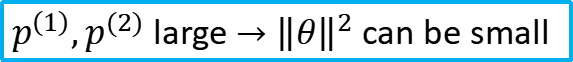 p⁽¹⁾, p⁽²⁾ large → ‖θ‖² can be small